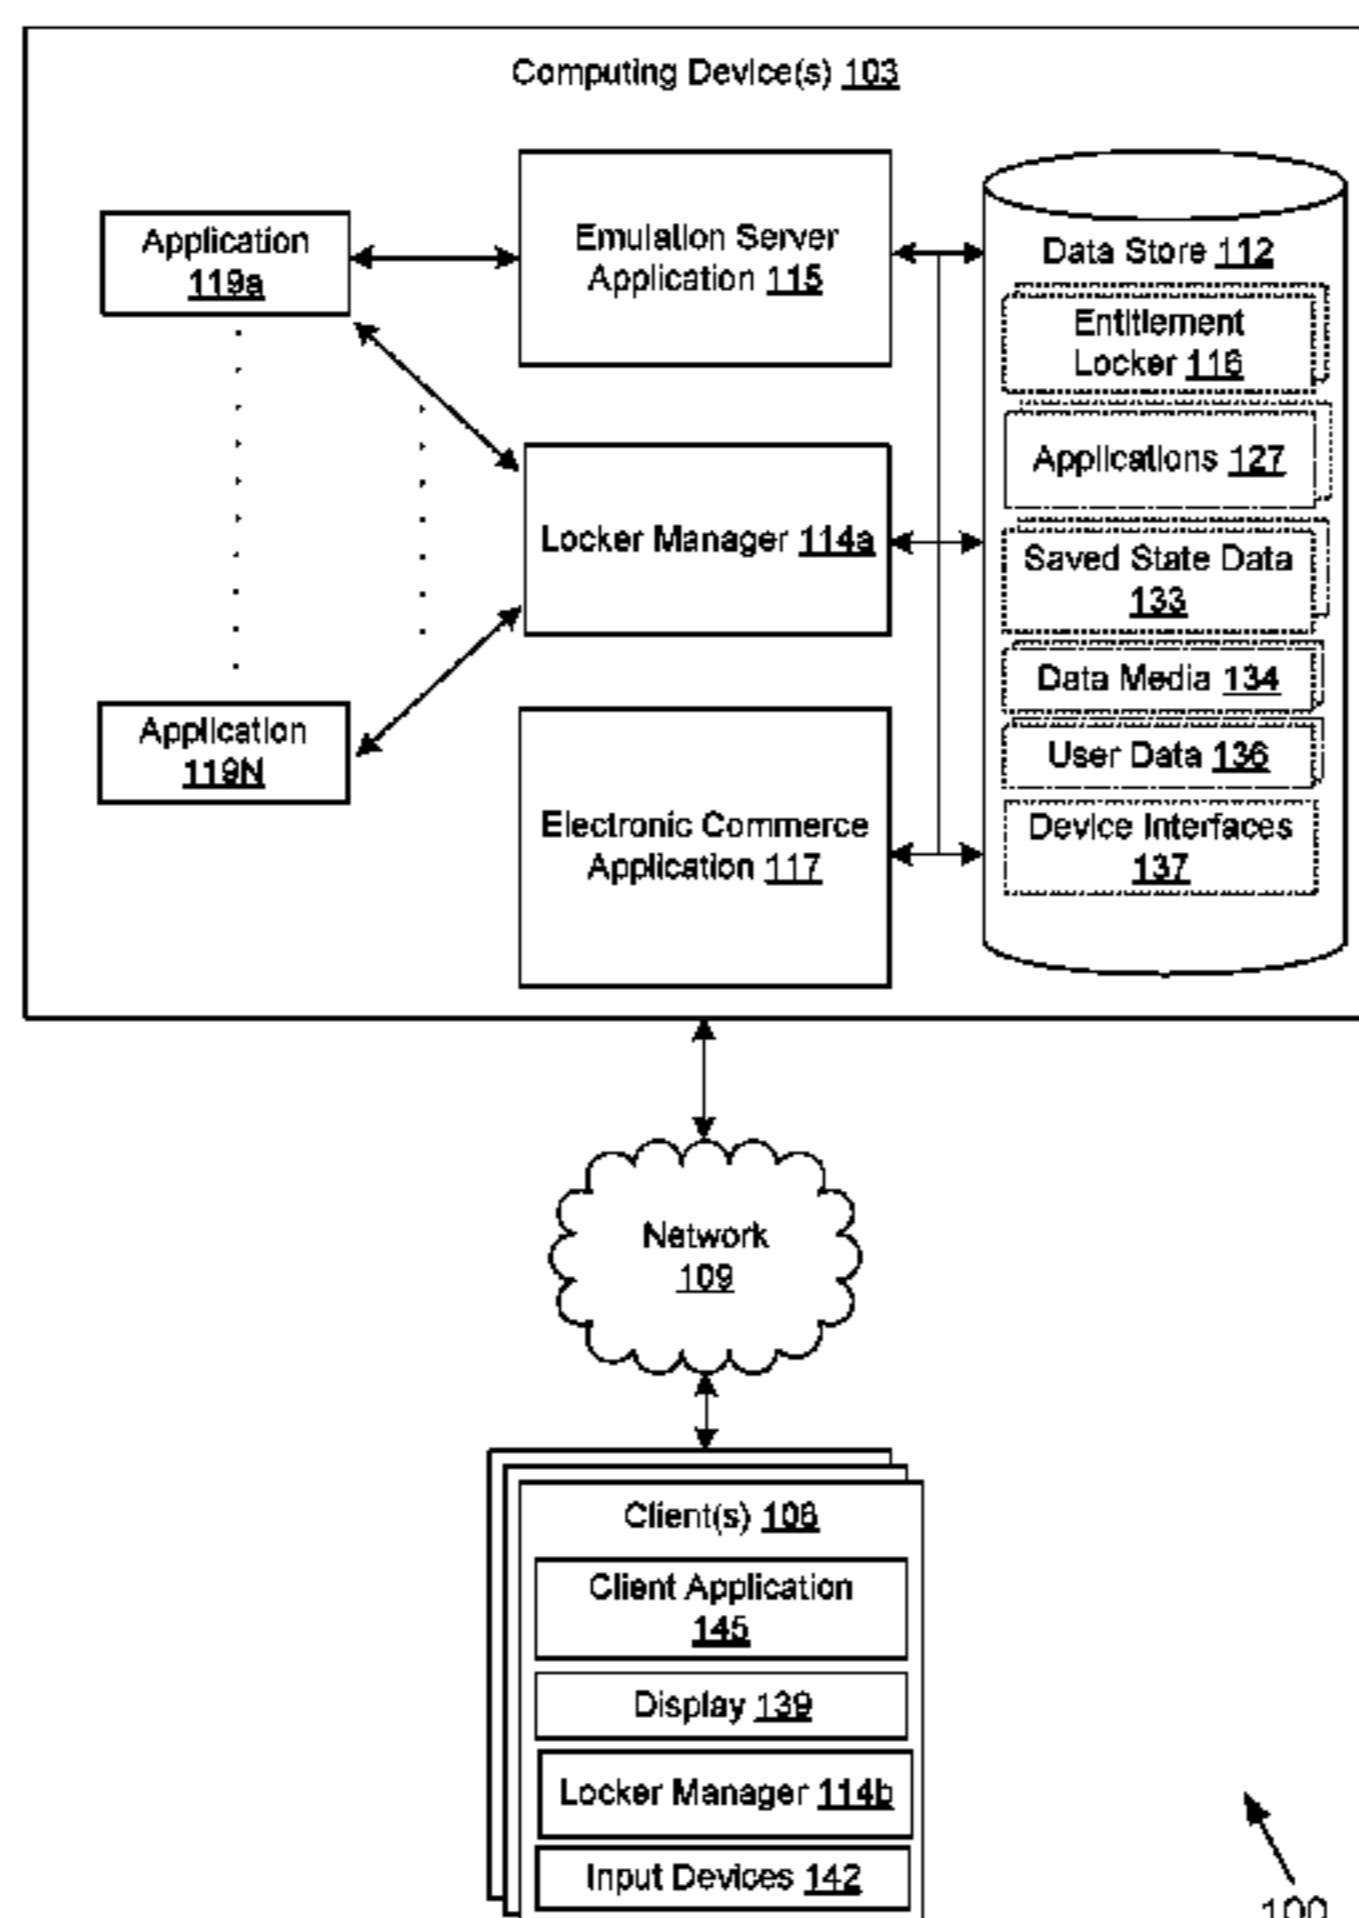 Computing Device(s) 103
Application
119a
Emulation Server
Application 115
Data Store 112
Entitlement
Locker 116
Applications 127
Locker Manager 114a
Saved State Data
133
Data Media 134
Application
119N
User Data 136
Electronic Commerce
Application 117
Device Interfaces
137
Network
109
Client(s) 106
Client Application
145
Display 139
Locker Manager 114b
Input Devices 142
100